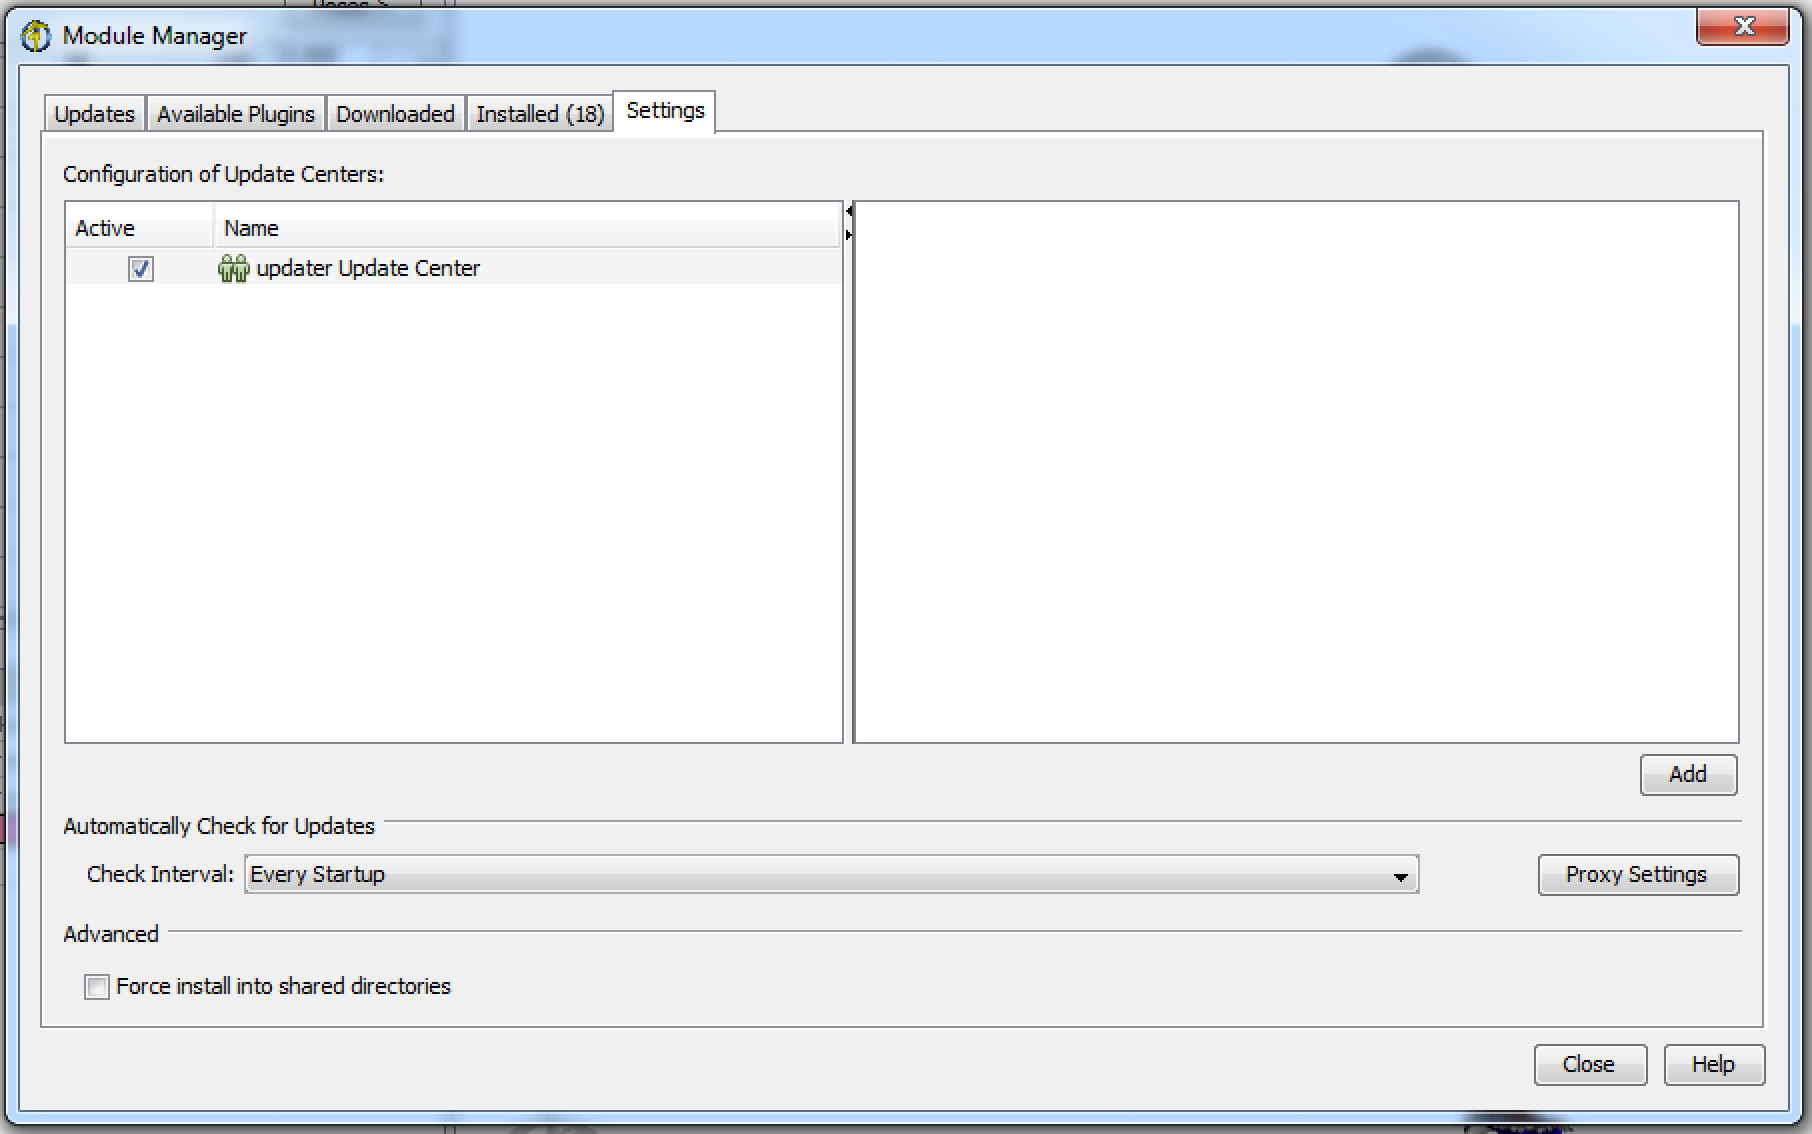 Module Manager
Updates
Available Plugins
Downloaded
Installed (18)
Settings
Configuration of Update Centers:
Active
Name
updater Update Center
Add
Automatically Check for Updates
Check Interval:
Every Startup
Proxy Settings
Advanced
Force install into shared directories
Close
Help